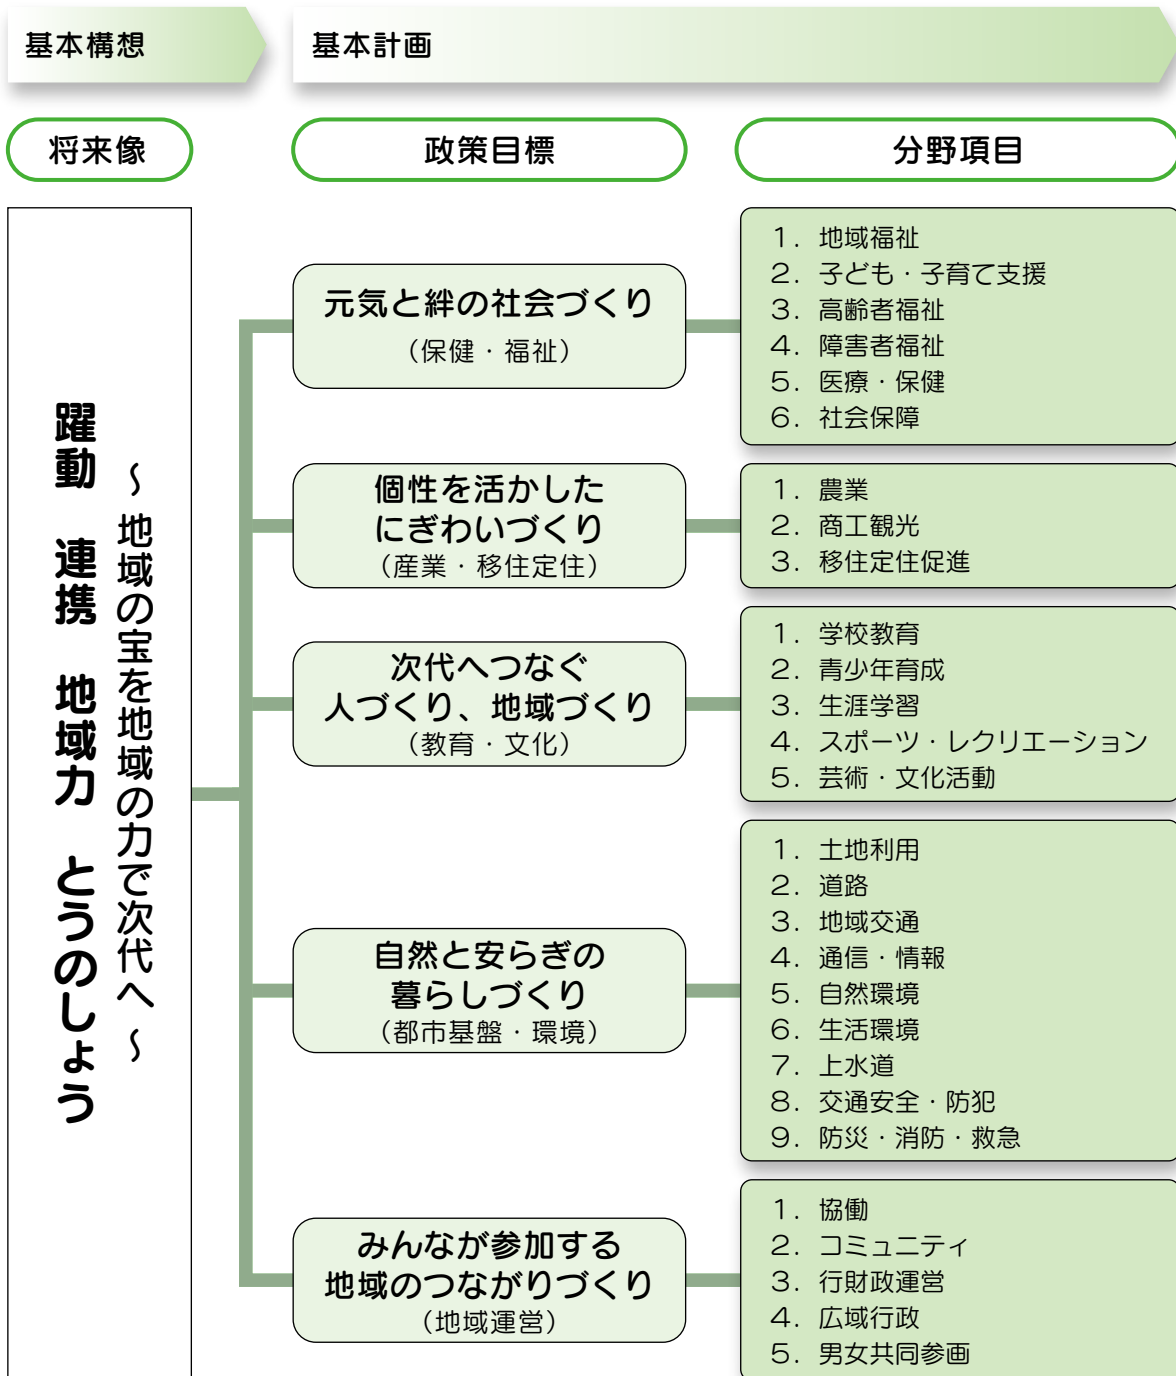 基本構想
基本計画
将来像
政策目標
分野項目
躍動　連携　地域力　とうのしょう
～ 地域の宝を地域の力で次代へ ～
元気と絆の社会づくり
（保健・福祉）
1．地域福祉
2．子ども・子育て支援
3．高齢者福祉
4．障害者福祉
5．医療・保健
6．社会保障
個性を活かした
にぎわいづくり
（産業・移住定住）
1．農業
2．商工観光
3．移住定住促進
次代へつなぐ
人づくり、地域づくり
（教育・文化）
1．学校教育
2．青少年育成
3．生涯学習
4．スポーツ・レクリエーション
5．芸術・文化活動
自然と安らぎの
暮らしづくり
（都市基盤・環境）
1．土地利用
2．道路
3．地域交通
4．通信・情報
5．自然環境
6．生活環境
7．上水道
8．交通安全・防犯
9．防災・消防・救急
みんなが参加する
地域のつながりづくり
（地域運営）
1．協働
2．コミュニティ
3．行財政運営
4．広域行政
5．男女共同参画